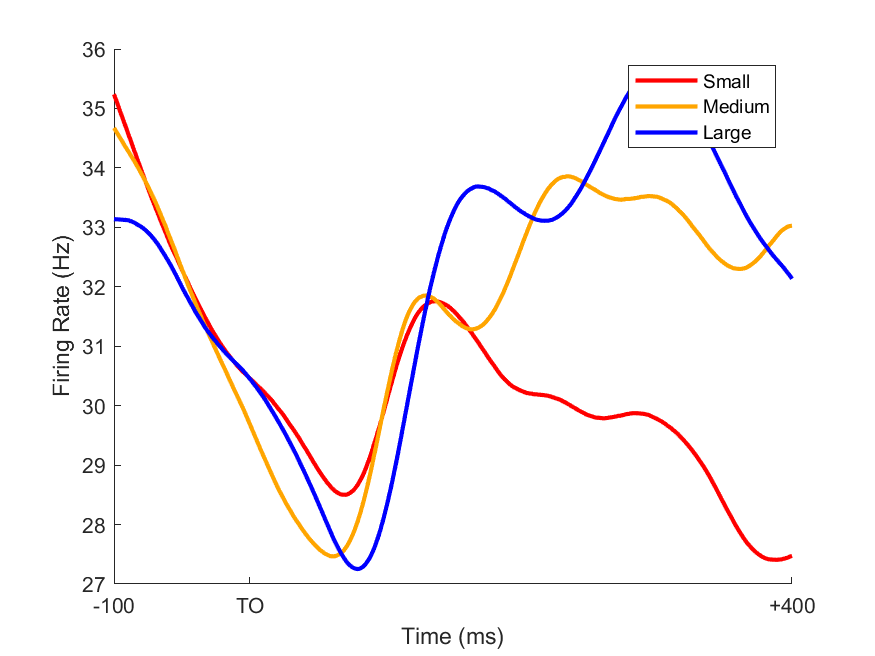 36
35
34
33
32
31
30
29
28
27
Firing Rate (Hz)
-100
TO
+400
Time (ms)
Small
Medium
Large